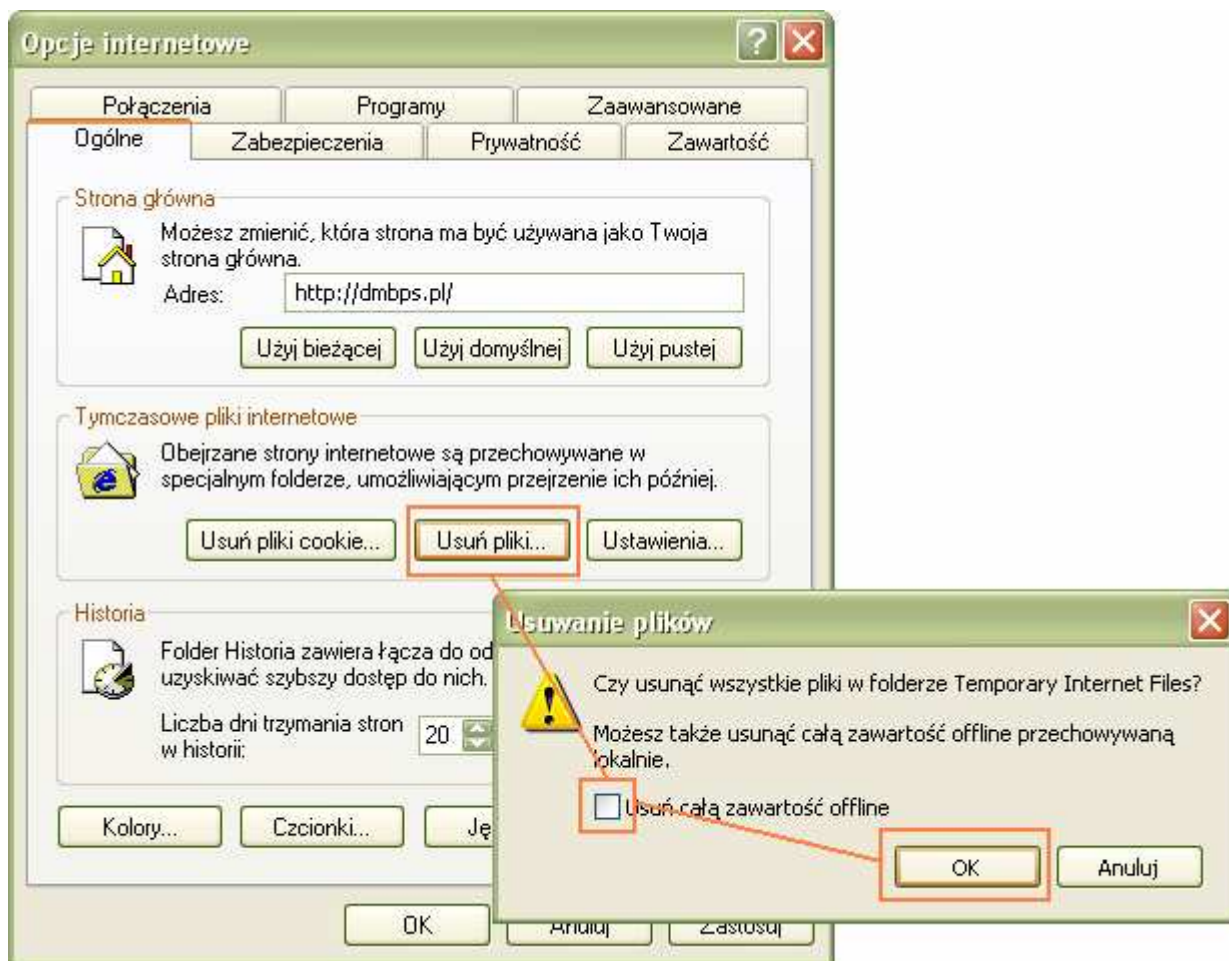 Opcje internetowe
Połączenia
Programy
Zaawansowane
Ogólne
Zabezpieczenia
Prywatność
Zawartość
Strona główna
Możesz zmienić, która strona ma być używana jako Twoja
strona główna.
Adres:
http://dmbps.pl/
Użyj bieżącej
Użyj domyślnej
Użyj pustej
Tymczasowe pliki internetowe
Obejrzane strony internetowe są przechowywane w
specjalnym folderze, umożliwiającym przejrzenie ich później.
Usuń pliki cookie...
Usuń pliki...
Ustawienia...
Historia
Folder Historia zawiera łącza do od
uzyskiwać szybszy dostęp do nich.
Liczba dni trzymania stron
w historii:
20
Kolory...
Czcionki...
Ję
OK
Anuluj
Zastosuj
Usuwanie plików
Czy usunąć wszystkie pliki w folderze Temporary Internet Files?
Możesz także usunąć całą zawartość offline przechowywaną
lokalnie.
Usuń całą zawartość offline
OK
Anuluj